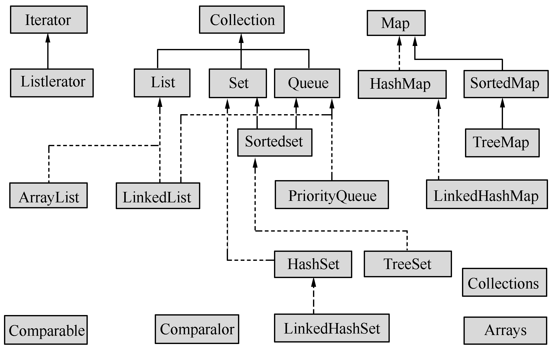 Iterator
Collection
Map
Listlerator
List
Set
Queue
HashMap
SortedMap
Sortedset
TreeMap
ArrayList
LinkedList
PriorityQueue
LinkedHashMap
HashSet
TreeSet
Collections
Comparable
Comparalor
LinkedHashSet
Arrays